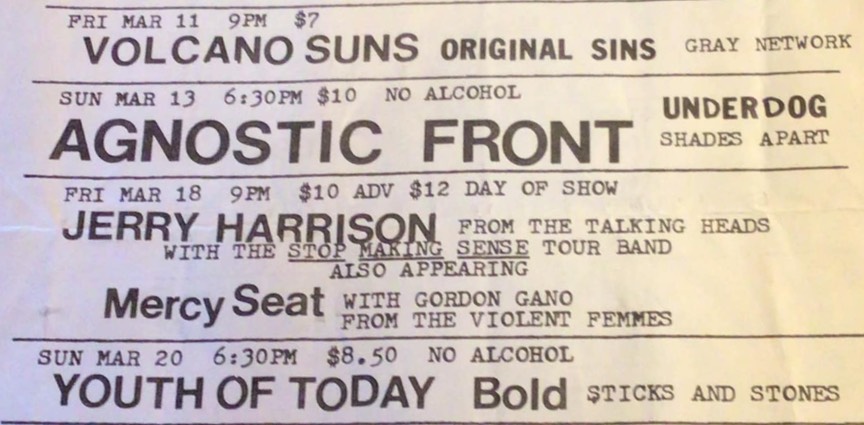 FRI MAR 11 9PM $7
VOLCANO SUNS ORIGINAL SINS GRAY NETWORK
SUN MAR 13 6:30PM $10 NO ALCOHOL
AGNOSTIC FRONT UNDERDOG
SHADES APART
FRI MAR 18 9PM $10 ADV $12 DAY OF SHOW
JERRY HARRISON FROM THE TALKING HEADS
WITH THE STOP MAKING SENSE TOUR BAND
ALSO APPEARING
Mercy Seat WITH GORDON GANO
FROM THE VIOLENT FEMMES
SUN MAR 20 6:30PM $8.50 NO ALCOHOL
YOUTH OF TODAY Bold STICKS AND STONES